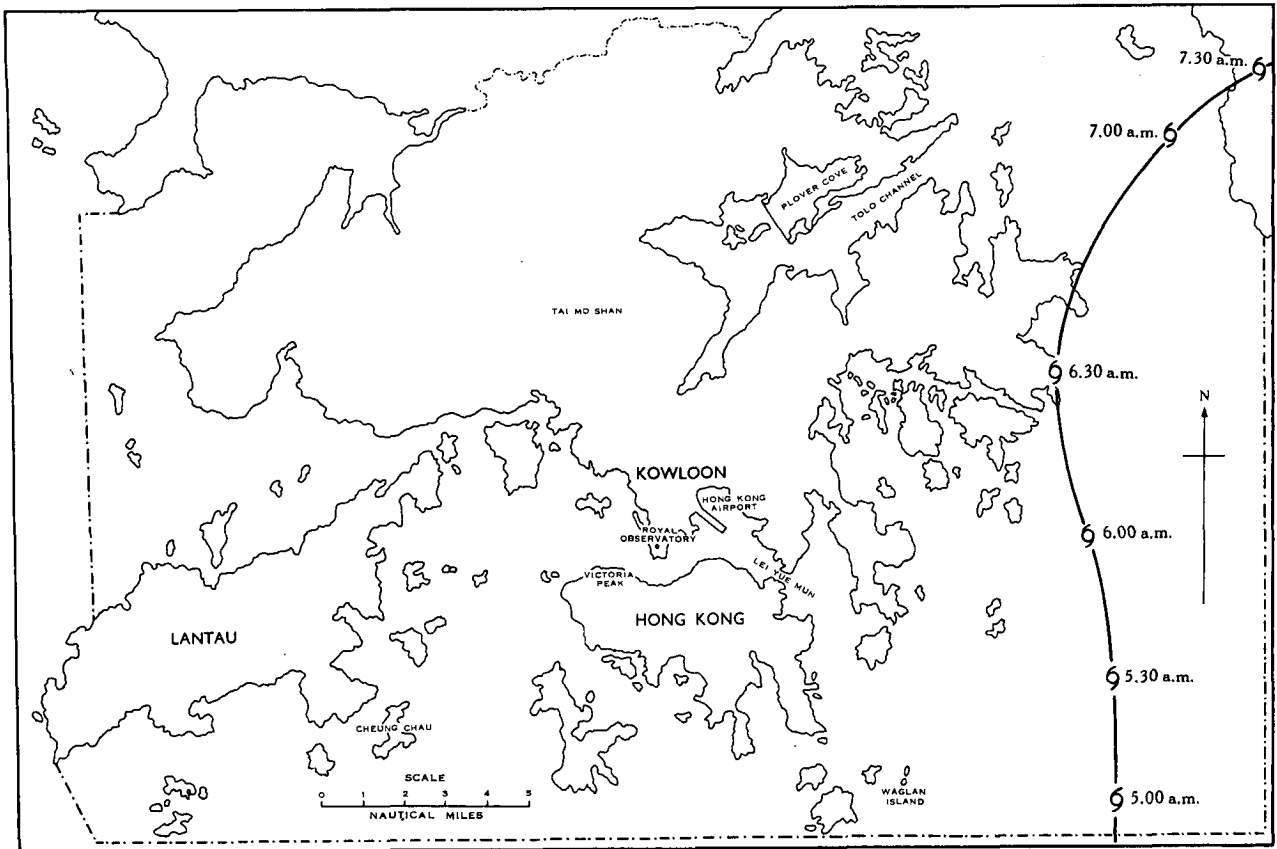 7.30 a.m.
7.00 a.m.
PLOVER COVE
TOLO CHANNEL
TAI MO SHAN
6.30 a.m.
N
KOWLOON
HONG KONG
AIRPORT
ROYAL
OBSERVATORY
6.00 a.m.
LEI YUE MUN
VICTORIA
PEAK
HONG KONG
LANTAU
5.30 a.m.
CHEUNG CHAU
SCALE
0 1 2 3 4 5
NAUTICAL MILES
WAGLAN
ISLAND
5.00 a.m.